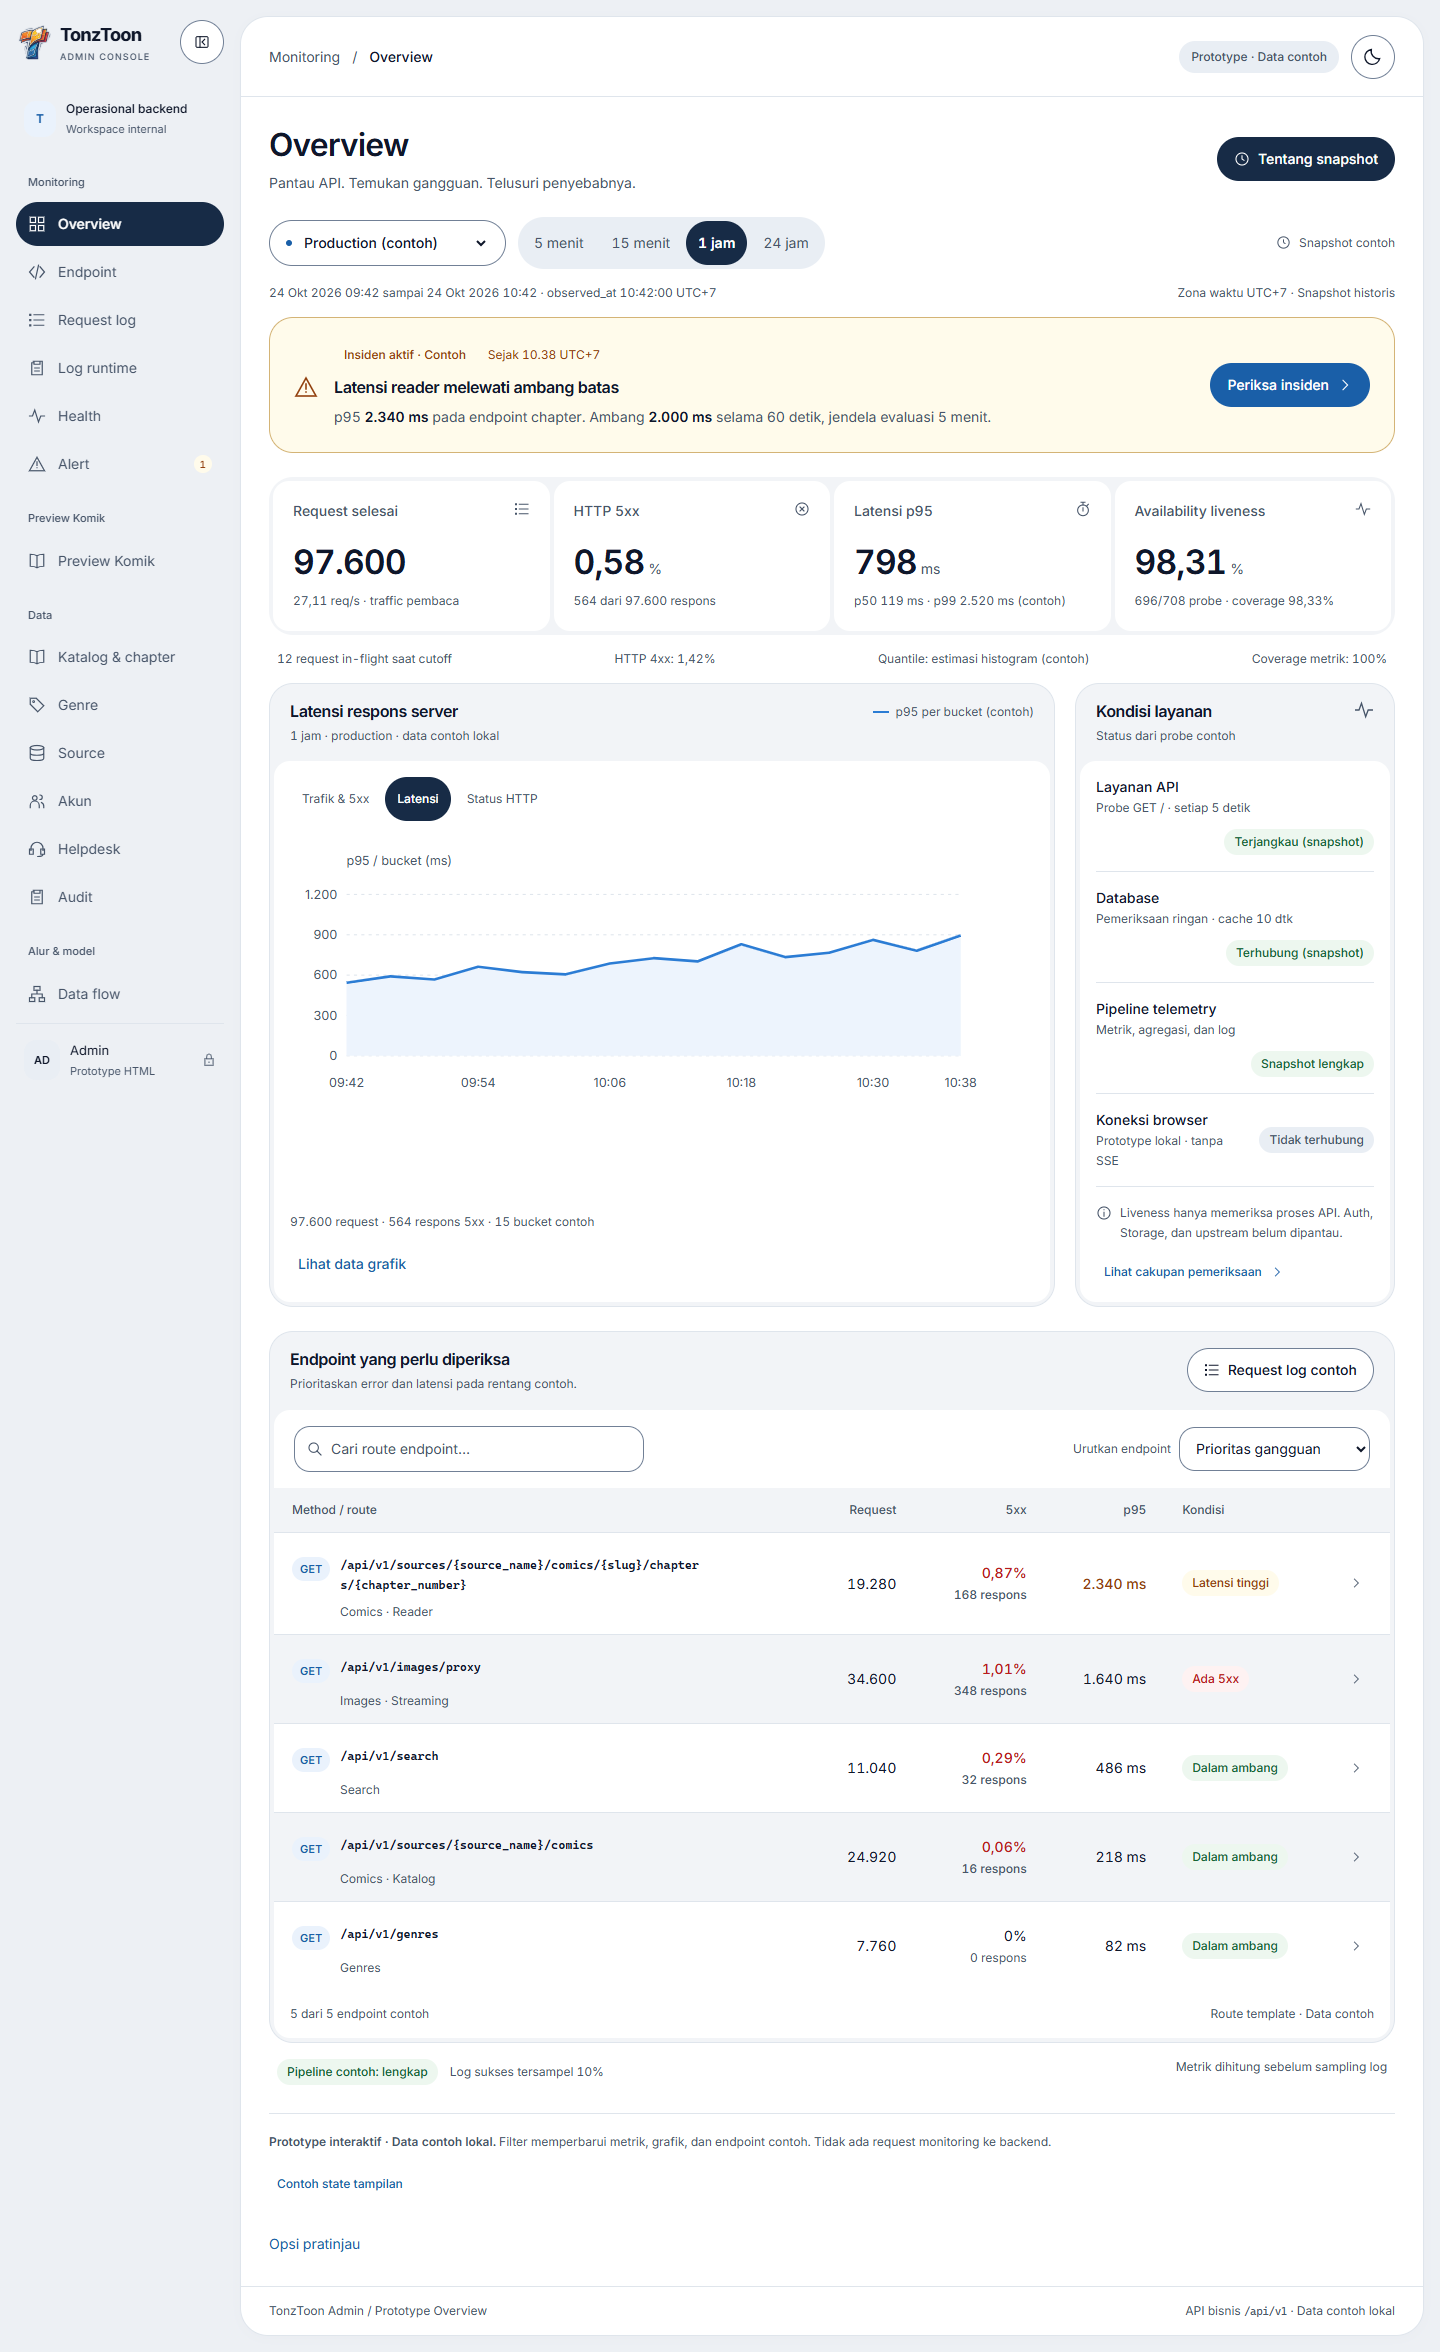 TonzToon
ADMIN CONSOLE
T
Operasional backend
Workspace internal
Monitoring
Overview
Endpoint
Request log
Log runtime
Health
Alert
1
Preview Komik
Preview Komik
Data
Katalog & chapter
Genre
Source
Akun
Helpdesk
Audit
Alur & model
Data flow
AD
Admin
Prototype HTML
Monitoring / Overview
Prototype · Data contoh
Overview
Pantau API. Temukan gangguan. Telusuri penyebabnya.
Tentang snapshot
Production (contoh)
5 menit
15 menit
1 jam
24 jam
Snapshot contoh
24 Okt 2026 09:42 sampai 24 Okt 2026 10:42 · observed_at 10:42:00 UTC+7
Zona waktu UTC+7 · Snapshot historis
Insiden aktif · Contoh
Sejak 10.38 UTC+7
Latensi reader melewati ambang batas
p95 2.340 ms pada endpoint chapter. Ambang 2.000 ms selama 60 detik, jendela evaluasi 5 menit.
Periksa insiden
Request selesai
97.600
27,11 req/s · traffic pembaca
HTTP 5xx
0,58 %
564 dari 97.600 respons
Latensi p95
798 ms
p50 119 ms · p99 2.520 ms (contoh)
Availability liveness
98,31 %
696/708 probe · coverage 98,33%
12 request in-flight saat cutoff
HTTP 4xx: 1,42%
Quantile: estimasi histogram (contoh)
Coverage metrik: 100%
Latensi respons server
1 jam · production · data contoh lokal
p95 per bucket (contoh)
Trafik & 5xx
Latensi
Status HTTP
p95 / bucket (ms)
1.200
900
600
300
0
09:42
09:54
10:06
10:18
10:30
10:38
97.600 request · 564 respons 5xx · 15 bucket contoh
Lihat data grafik
Kondisi layanan
Status dari probe contoh
Layanan API
Probe GET / · setiap 5 detik
Terjangkau (snapshot)
Database
Pemeriksaan ringan · cache 10 dtk
Terhubung (snapshot)
Pipeline telemetry
Metrik, agregasi, dan log
Snapshot lengkap
Koneksi browser
Prototype lokal · tanpa
SSE
Tidak terhubung
Liveness hanya memeriksa proses API. Auth,
Storage, dan upstream belum dipantau.
Lihat cakupan pemeriksaan
Endpoint yang perlu diperiksa
Prioritaskan error dan latensi pada rentang contoh.
Request log contoh
Cari route endpoint...
Urutkan endpoint
Prioritas gangguan
Method / route
Request
5xx
p95
Kondisi
GET
/api/v1/sources/{source_name}/comics/{slug}/chapter
s/{chapter_number}
Comics · Reader
19.280
0,87%
168 respons
2.340 ms
Latensi tinggi
GET
/api/v1/images/proxy
Images · Streaming
34.600
1,01%
348 respons
1.640 ms
Ada 5xx
GET
/api/v1/search
Search
11.040
0,29%
32 respons
486 ms
Dalam ambang
GET
/api/v1/sources/{source_name}/comics
Comics · Katalog
24.920
0,06%
16 respons
218 ms
Dalam ambang
GET
/api/v1/genres
Genres
7.760
0%
0 respons
82 ms
Dalam ambang
5 dari 5 endpoint contoh
Route template · Data contoh
Pipeline contoh: lengkap
Log sukses tersampel 10%
Metrik dihitung sebelum sampling log
Prototype interaktif · Data contoh lokal. Filter memperbarui metrik, grafik, dan endpoint contoh. Tidak ada request monitoring ke backend.
Contoh state tampilan
Opsi pratinjau
TonzToon Admin / Prototype Overview
API bisnis /api/v1 · Data contoh lokal